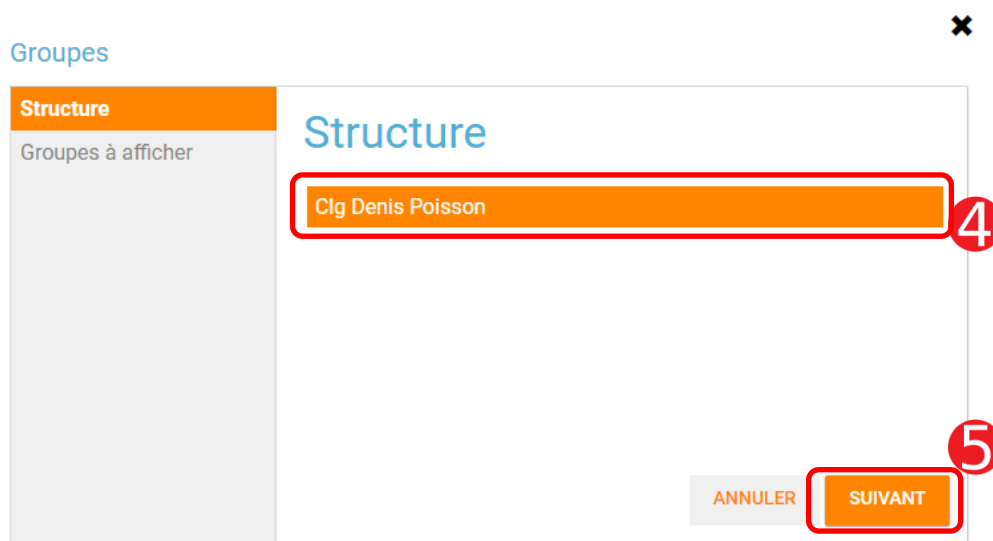 ✖
Groupes
Structure
Groupes à afficher
Structure
Clg Denis Poisson
4
5
ANNULER
SUIVANT